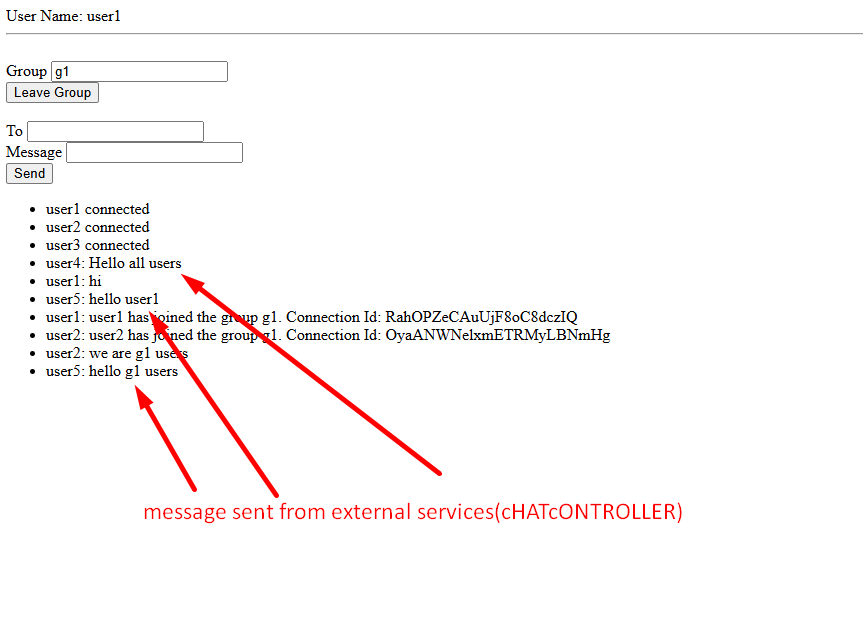 User Name: user1
Group g1
Leave Group
To
Message
Send
user1 connected
user2 connected
user3 connected
user4: Hello all users
user1: hi
user5: hello user1
user1: user1 has joined the group g1. Connection Id: RahOPZeCAuUjF8oC8dczIQ
user2: user2 has joined the group g1. Connection Id: OyaANWNelxmETRMyLBNmHg
user2: we are g1 users
user5: hello g1 users
message sent from external services(cHATcONTROLLER)